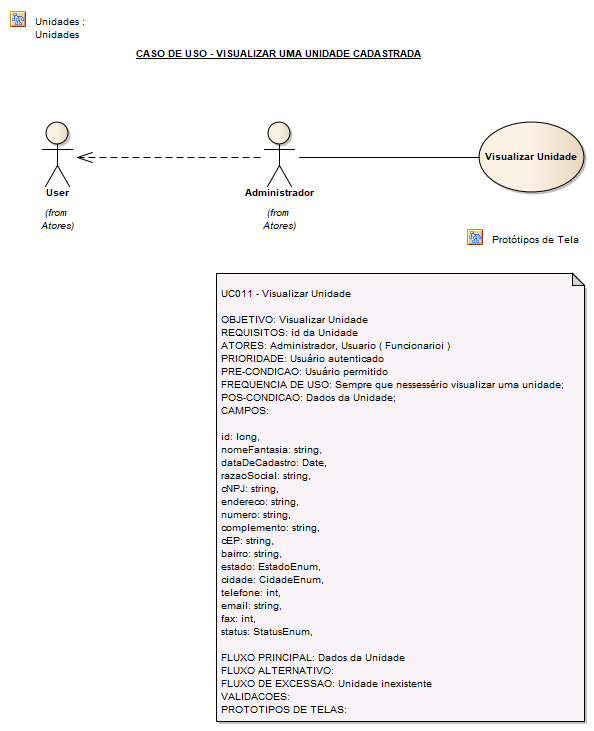 Unidades :
Unidades
CASO DE USO - VISUALIZAR UMA UNIDADE CADASTRADA
User
(from
Atores)
Administrador
(from
Atores)
Visualizar Unidade
Protótipos de Tela
UC011 - Visualizar Unidade
OBJETIVO: Visualizar Unidade
REQUISITOS: id da Unidade
ATORES: Administrador, Usuario ( Funcionarioi )
PRIORIDADE: Usuário autenticado
PRE-CONDICAO: Usuário permitido
FREQUENCIA DE USO: Sempre que nessessério visualizar uma unidade;
POS-CONDICAO: Dados da Unidade;
CAMPOS:
id: long,
nomeFantasia: string,
dataDeCadastro: Date,
razaoSocial: string,
cNPJ: string,
endereco: string,
numero: string,
complemento: string,
cEP: string,
bairro: string,
estado: EstadoEnum,
cidade: CidadeEnum,
telefone: int,
email: string,
fax: int,
status: StatusEnum,
FLUXO PRINCIPAL: Dados da Unidade
FLUXO ALTERNATIVO:
FLUXO DE EXCESSAO: Unidade inexistente
VALIDACOES:
PROTOTIPOS DE TELAS: